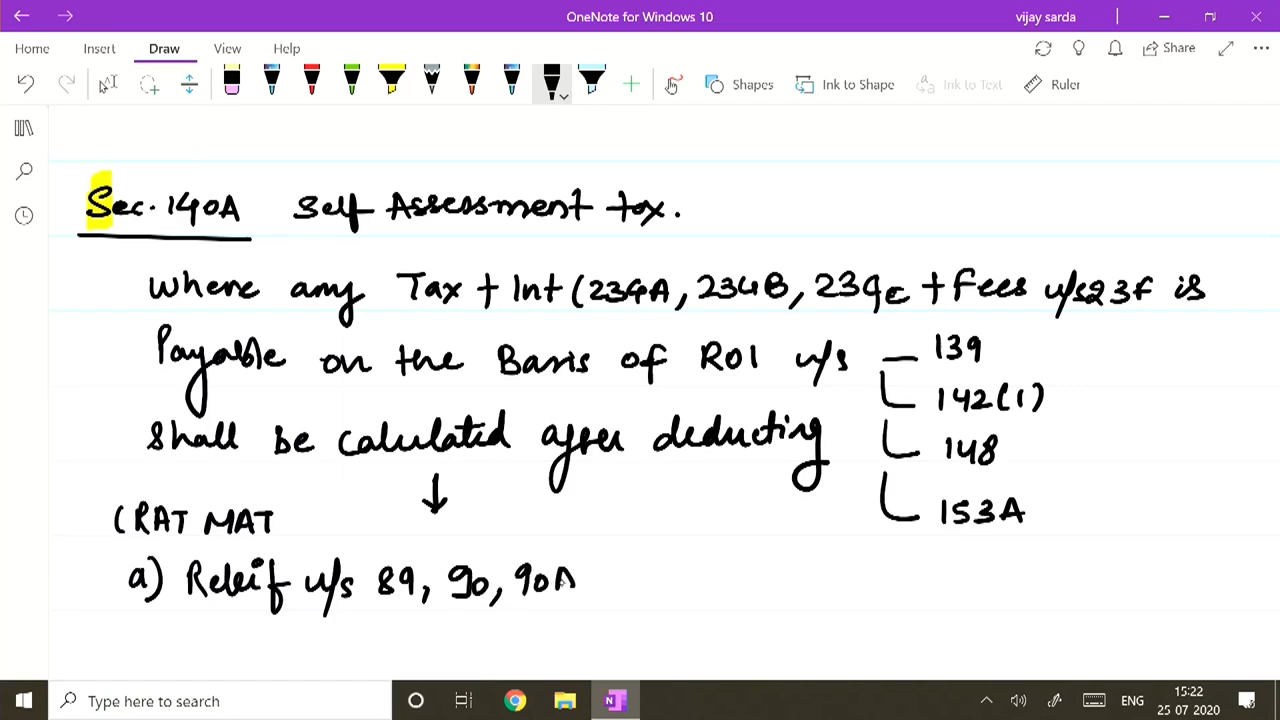 OneNote for Windows 10
vijay sarda
Home Insert Draw View Help
Share
Shapes Ink to Shape Ink to Text Ruler
Sec. 140A Self Assessment tax.
Where any Tax + Int (234A, 234B, 234C + Fees u/s 23f is
Payable on the Basis of ROI u/s 139
142(1)
Shall be calculated after deducting 148
153A
(RAT MAT
a) Releif u/s 89, 90, 90A
Type here to search
ENG
15:22
25-07-2020